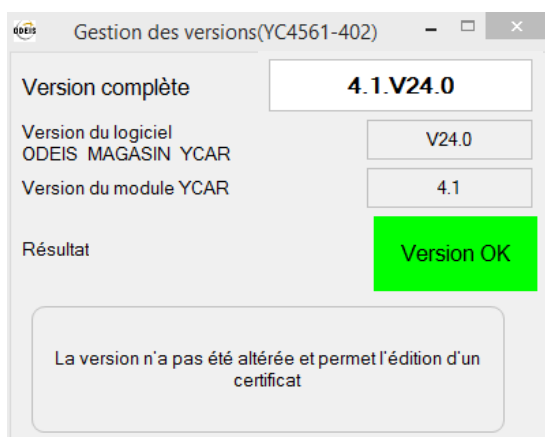 ODEIS
Gestion des versions(YC4561-402)
Version complète
4.1.V24.0
Version du logiciel
ODEIS MAGASIN YCAR
V24.0
Version du module YCAR
4.1
Résultat
Version OK
La version n'a pas été altérée et permet l'édition d'un
certificat